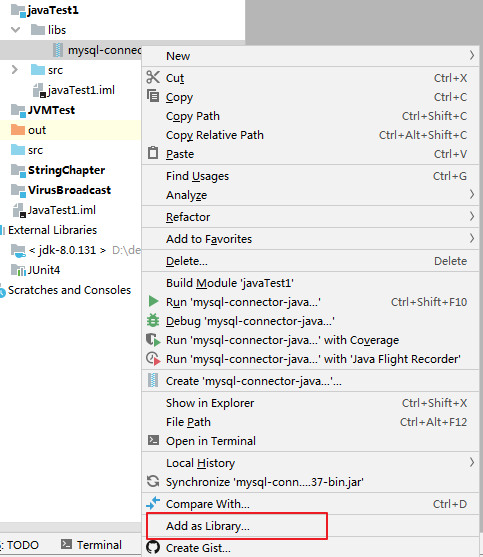 javaTest1
libs
mysql-connec
src
javaTest1.iml
JVMTest
out
src
StringChapter
VirusBroadcast
JavaTest1.iml
External Libraries
< jdk-8.0.131 > D:\de
JUnit4
Scratches and Consoles
: TODO
Terminal
New
Cut Ctrl+X
Copy Ctrl+C
Copy Path Ctrl+Shift+C
Copy Relative Path Ctrl+Alt+Shift+C
Paste Ctrl+V
Find Usages Ctrl+G
Analyze
Refactor
Add to Favorites
Delete... Delete
Build Module 'javaTest1'
Run 'mysql-connector-java...' Ctrl+Shift+F10
Debug 'mysql-connector-java...'
Run 'mysql-connector-java...' with Coverage
Run 'mysql-connector-java...' with 'Java Flight Recorder'
Create 'mysql-connector-java...'...
Show in Explorer Ctrl+Shift+X
File Path Ctrl+Alt+F12
Open in Terminal
Local History
Synchronize 'mysql-conn....37-bin.jar'
Compare With... Ctrl+D
Add as Library...
Create Gist...